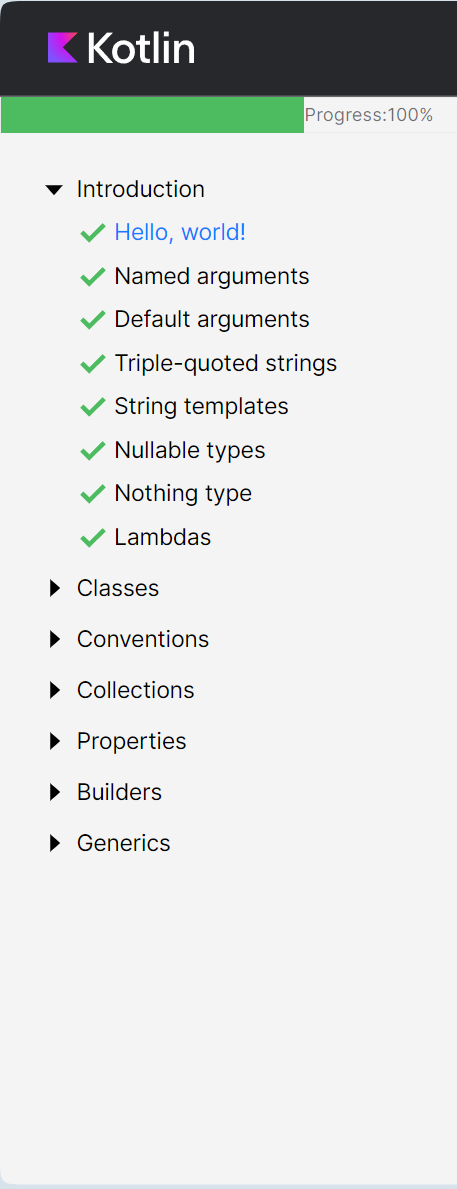 Kotlin
Progress:100%
Introduction
Hello, world!
Named arguments
Default arguments
Triple-quoted strings
String templates
Nullable types
Nothing type
Lambdas
Classes
Conventions
Collections
Properties
Builders
Generics